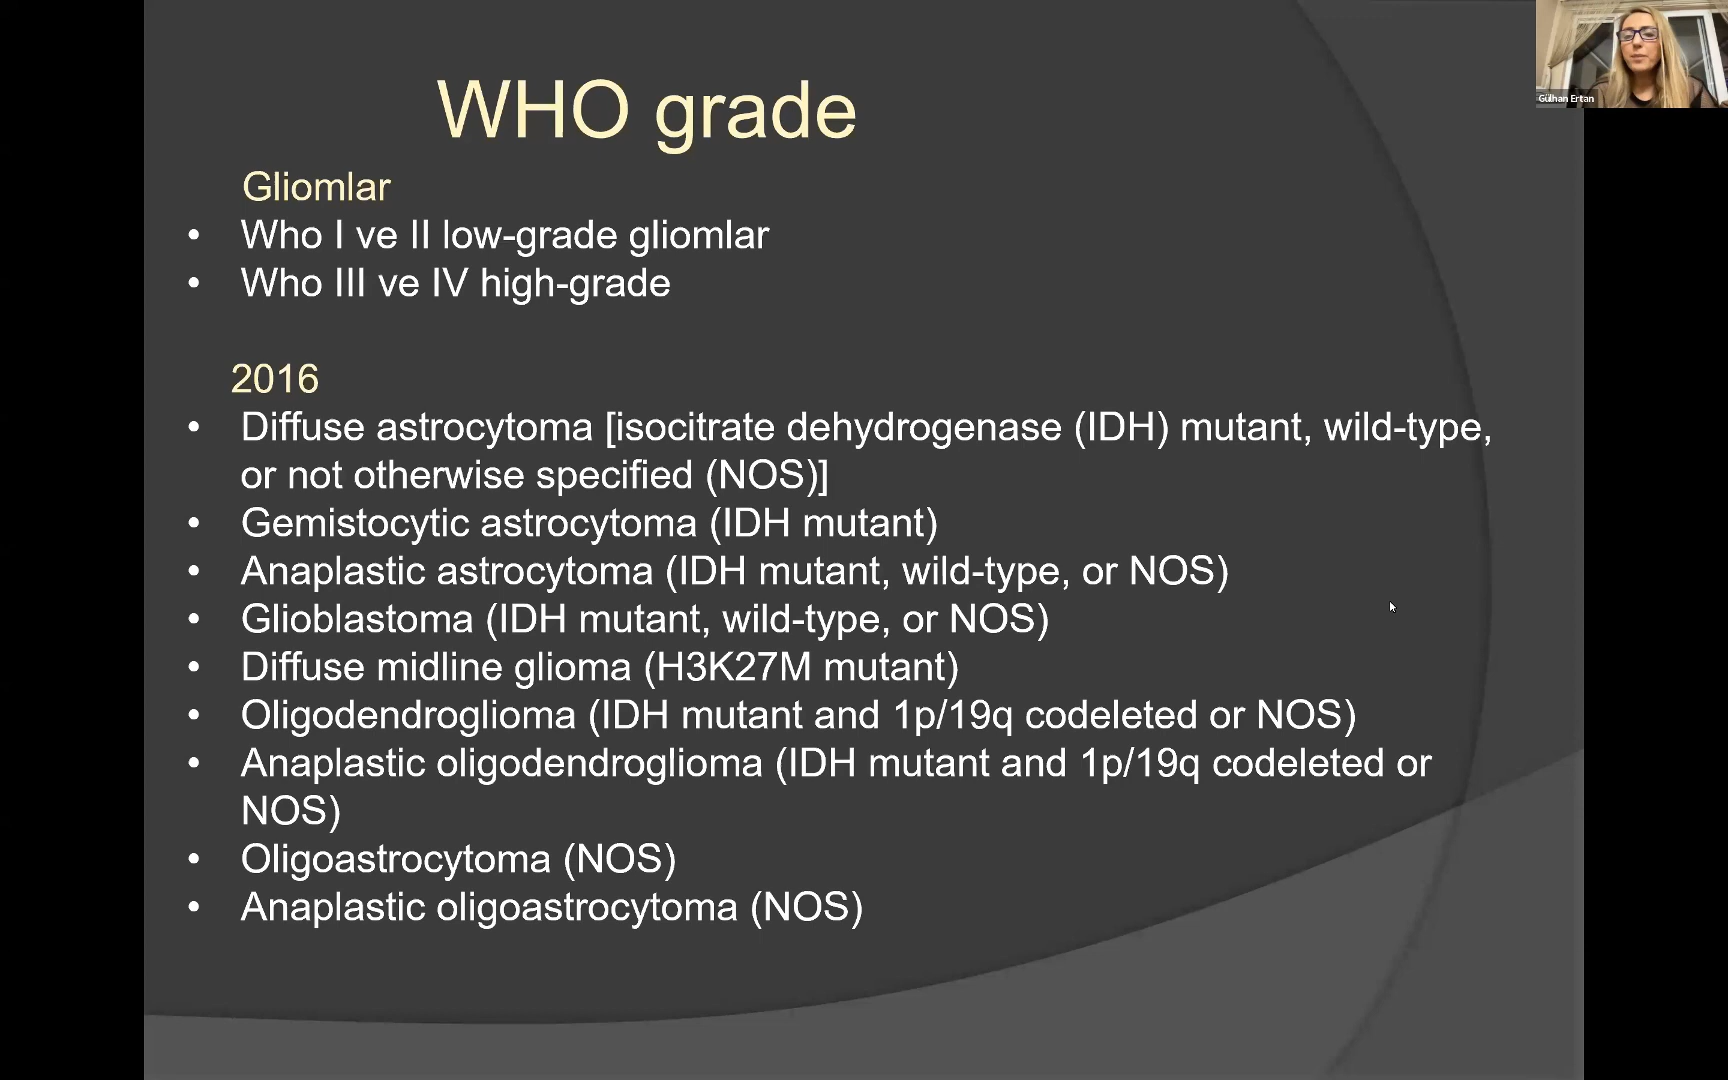 WHO grade
Gülhan Ertan
Gliomlar
• Who I ve II low-grade gliomlar
• Who III ve IV high-grade
2016
• Diffuse astrocytoma [isocitrate dehydrogenase (IDH) mutant, wild-type,
or not otherwise specified (NOS)]
• Gemistocytic astrocytoma (IDH mutant)
• Anaplastic astrocytoma (IDH mutant, wild-type, or NOS)
• Glioblastoma (IDH mutant, wild-type, or NOS)
• Diffuse midline glioma (H3K27M mutant)
• Oligodendroglioma (IDH mutant and 1p/19q codeleted or NOS)
• Anaplastic oligodendroglioma (IDH mutant and 1p/19q codeleted or
NOS)
• Oligoastrocytoma (NOS)
• Anaplastic oligoastrocytoma (NOS)